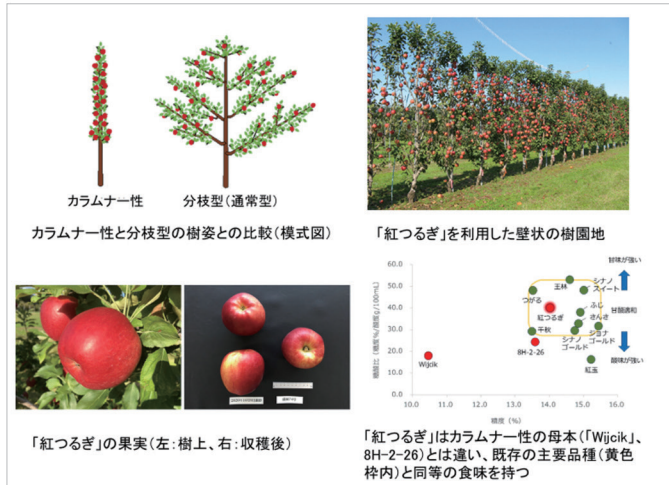 カラムナー性
分枝型(通常型)
カラムナー性と分枝型の樹姿との比較(模式図)
「紅つるぎ」を利用した壁状の樹園地
「紅つるぎ」の果実(左:樹上、右:収穫後)
糖酸比(糖度%/酸度g/100mL)
60.0
50.0
40.0
30.0
20.0
10.0
0.0
甘味が強い
王林
シナノ
スイート
つがる
ふじ
紅つるぎ
甘酸適和
さんさ
千秋
シナノ
ゴールド
ジョナ
ゴールド
8H-2-26
酸味が強い
紅玉
Wijcik
10.0
11.0
12.0
13.0
14.0
15.0
16.0
糖度(%)
「紅つるぎ」はカラムナー性の母本(「Wijcik」、
8H-2-26)とは違い、既存の主要品種(黄色
枠内)と同等の食味を持つ